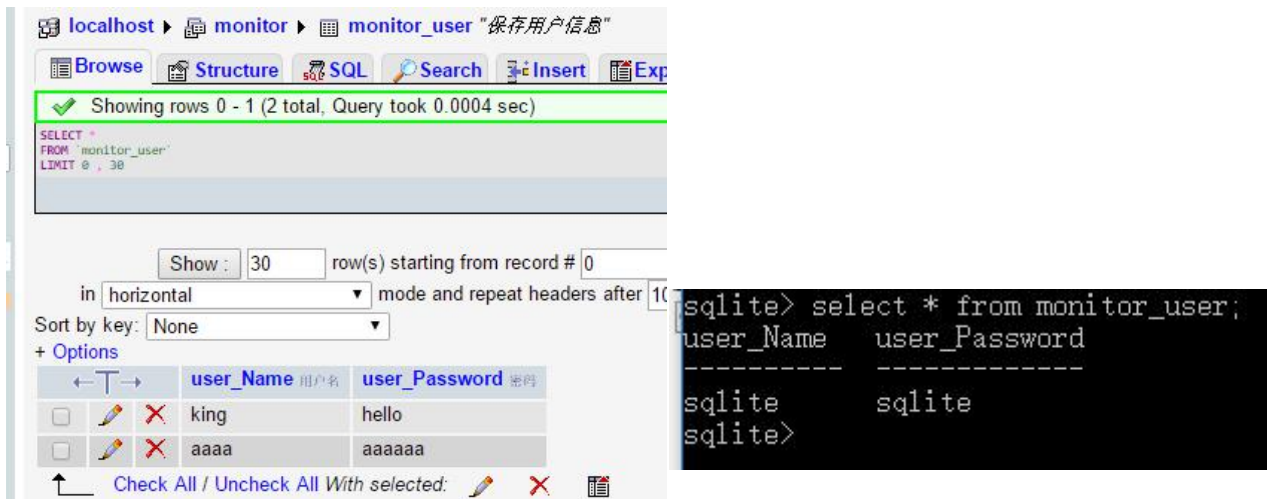 localhost monitor monitor_user "保存用户信息"
Browse Structure SQL Search Insert Exp
Showing rows 0 - 1 (2 total, Query took 0.0004 sec)
SELECT *
FROM `monitor_user`
LIMIT 0 , 30
Show : 30 row(s) starting from record # 0
in horizontal mode and repeat headers after 10
Sort by key: None
+ Options
←T→ user_Name 用户名 user_Password 密码
king hello
aaaa aaaaaa
Check All / Uncheck All With selected:
sqlite> select * from monitor_user;
user_Name user_Password
---------- -------------
sqlite sqlite
sqlite>